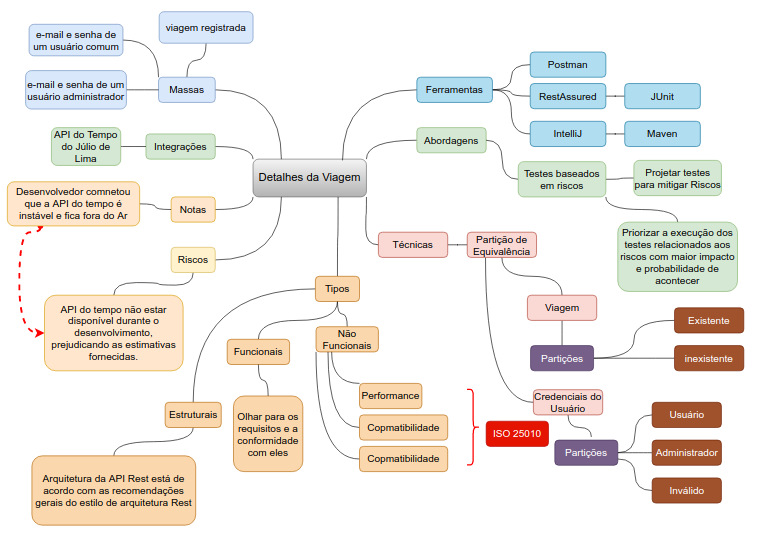 viagem registrada
e-mail e senha de
um usuário comum
e-mail e senha de um
usuário administrador
Massas
API do Tempo
do Júlio de
Lima
Integrações
Desenvolvedor comnetou
que a API do tempo é
instável e fica fora do Ar
Notas
Riscos
API do tempo não estar
disponível durante o
desenvolvimento,
prejudicando as estimativas
fornecidas.
Detalhes da Viagem
Ferramentas
Postman
RestAssured
JUnit
IntelliJ
Maven
Abordagens
Testes baseados
em riscos
Projetar testes
para mitigar Riscos
Priorizar a execução dos
testes relacionados aos
riscos com maior impacto
e probabilidade de
acontecer
Técnicas
Partição de
Equivalência
Viagem
Partições
Existente
inexistente
Credenciais do
Usuário
Partições
Usuário
Administrador
Inválido
Tipos
Funcionais
Olhar para os
requisitos e a
conformidade
com eles
Não
Funcionais
Performance
Copmatibilidade
Copmatibilidade
ISO 25010
Estruturais
Arquitetura da API Rest está de
acordo com as recomendações
gerais do estilo de arquitetura Rest